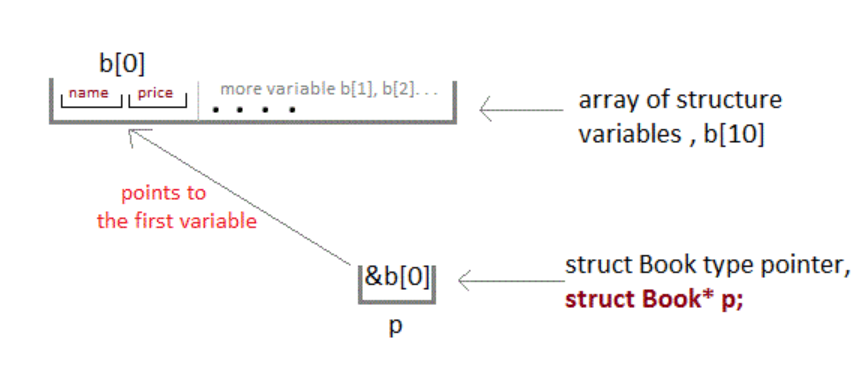 b[0]
name price
more variable b[1], b[2]. . .
array of structure
variables , b[10]
points to
the first variable
&b[0]
p
struct Book type pointer,
struct Book* p;